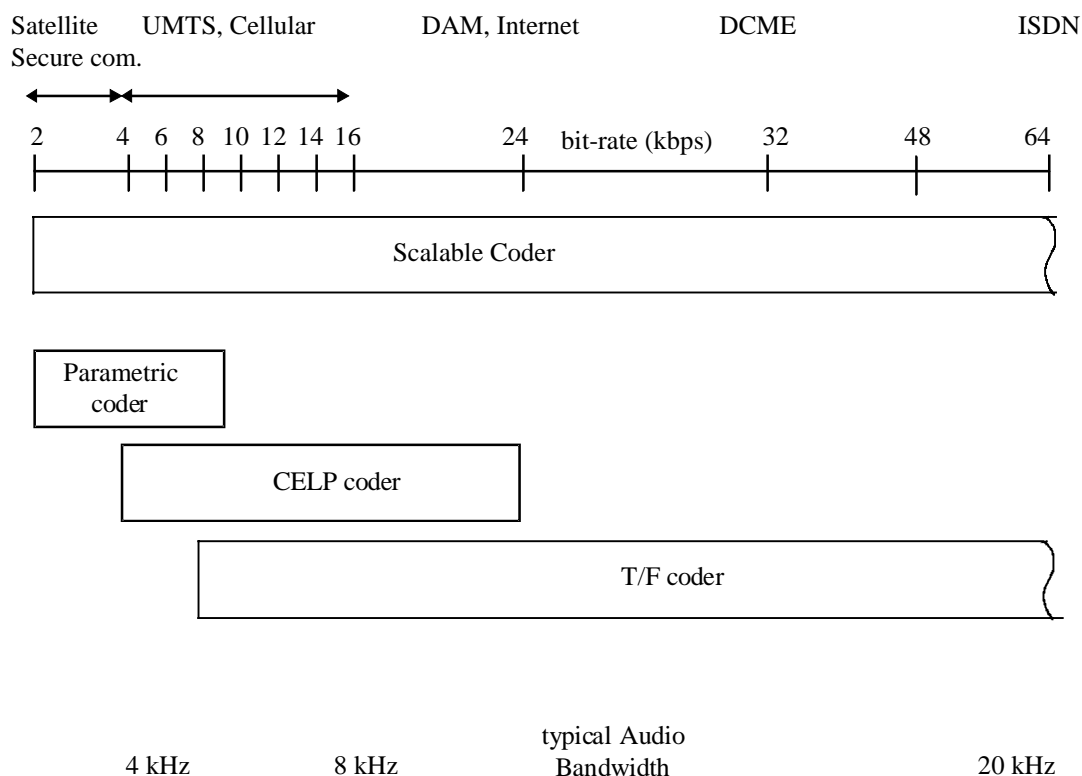 Satellite UMTS, Cellular DAM, Internet DCME ISDN
Secure com.
2 4 6 8 10 12 14 16 24 bit-rate (kbps) 32 48 64
Scalable Coder
Parametric
coder
CELP coder
T/F coder
typical Audio
4 kHz 8 kHz Bandwidth 20 kHz